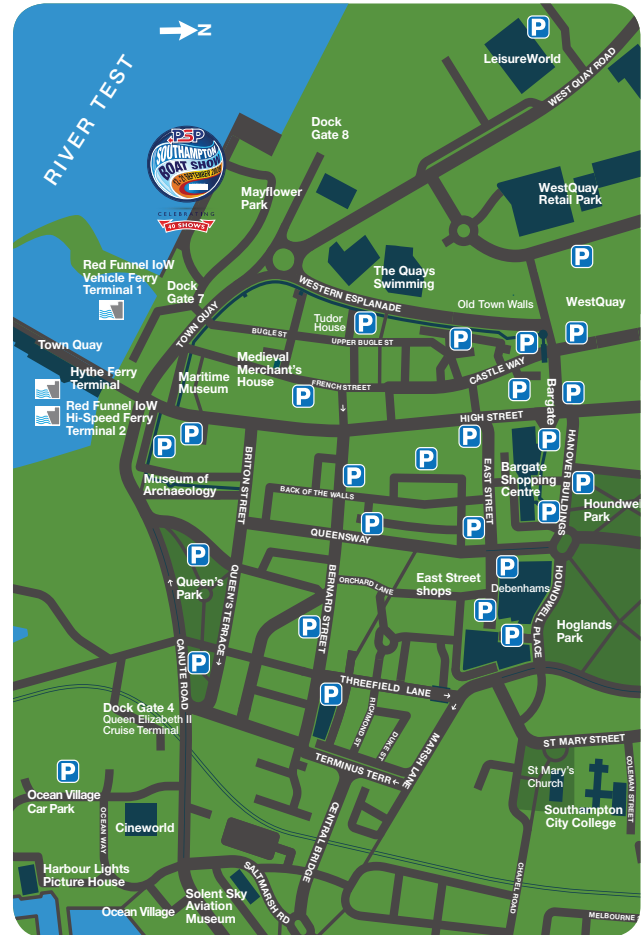 N
P
LeisureWorld
WEST QUAY ROAD
RIVER TEST
Dock
Gate 8
PSP
SOUTHAMPTON
BOAT SHOW
CELEBRATING
40 SHOWS
Mayflower
Park
WestQuay
Retail Park
P
Red Funnel IoW
Vehicle Ferry
Terminal 1
Dock
Gate 7
The Quays
Swimming
WESTERN ESPLANADE
Old Town Walls
WestQuay
TOWN QUAY
Tudor
House
P
P
P
P
BUGLE ST
UPPER BUGLE ST
Town Quay
Hythe Ferry
Terminal
Red Funnel IoW
Hi-Speed Ferry
Terminal 2
Maritime
Museum
Medieval
Merchant's
House
P
FRENCH STREET
CASTLE WAY
P
Bargate
P
HIGH STREET
P
P
P
P
HANOVER BUILDINGS
Museum of
Archaeology
BRITON STREET
P
P
BACK OF THE WALLS
EAST STREET
Bargate
Shopping
Centre
P
P
Houndwell
Park
P
P
QUEENSWAY
P
Queen's
Park
QUEEN'S TERRACE
BERNARD STREET
ORCHARD LANE
East Street
shops
P
Debenhams
HOUNDWELL PLACE
P
P
P
Hoglands
Park
CANUTE ROAD
P
P
THREEFIELD LANE
Dock Gate 4
Queen Elizabeth II
Cruise Terminal
RICHMOND ST
DUKE ST
MARSH LANE
TERMINUS TERR
ST MARY STREET
P
Ocean Village
Car Park
OCEAN WAY
Cineworld
CENTRAL BRIDGE
St Mary's
Church
COLEMAN STREET
Southampton
City College
Harbour Lights
Picture House
SALTMARSH RD
Solent Sky
Aviation
Museum
Ocean Village
CHAPEL ROAD
MELBOURNE